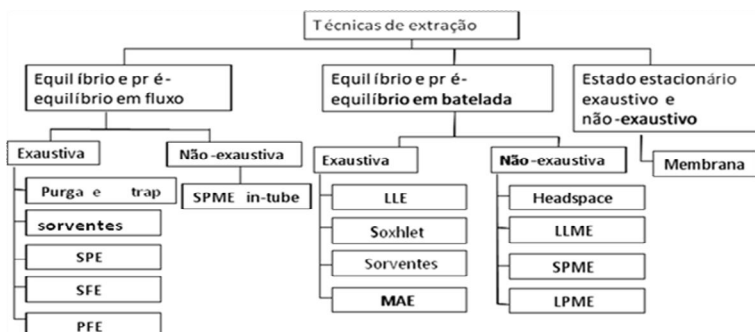 Técnicas de extração
Equilíbrio e pré-
equilíbrio em fluxo
Exaustiva
Purga e trap
sorventes
SPE
SFE
PFE
Não-exaustiva
SPME in-tube
Equilíbrio e pré-
equilíbrio em batelada
Exaustiva
LLE
Soxhlet
Sorventes
MAE
Não-exaustiva
Headspace
LLME
SPME
LPME
Estado estacionário
exaustivo e
não-exaustivo
Membrana